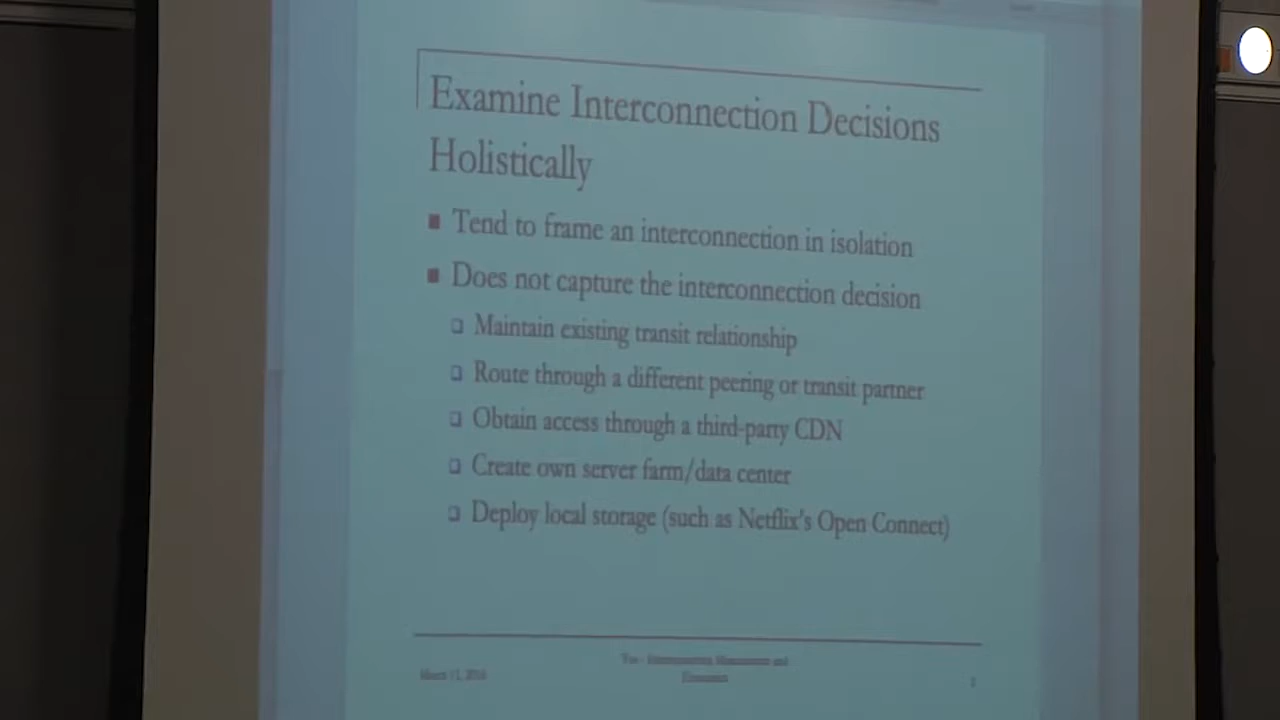 Examine Interconnection Decisions
Holistically
Tend to frame an interconnection in isolation
Does not capture the interconnection decision
Maintain existing transit relationship
Route through a different peering or transit partner
Obtain access through a third-party CDN
Create own server farm/data center
Deploy local storage (such as Netflix's Open Connect)
March
and